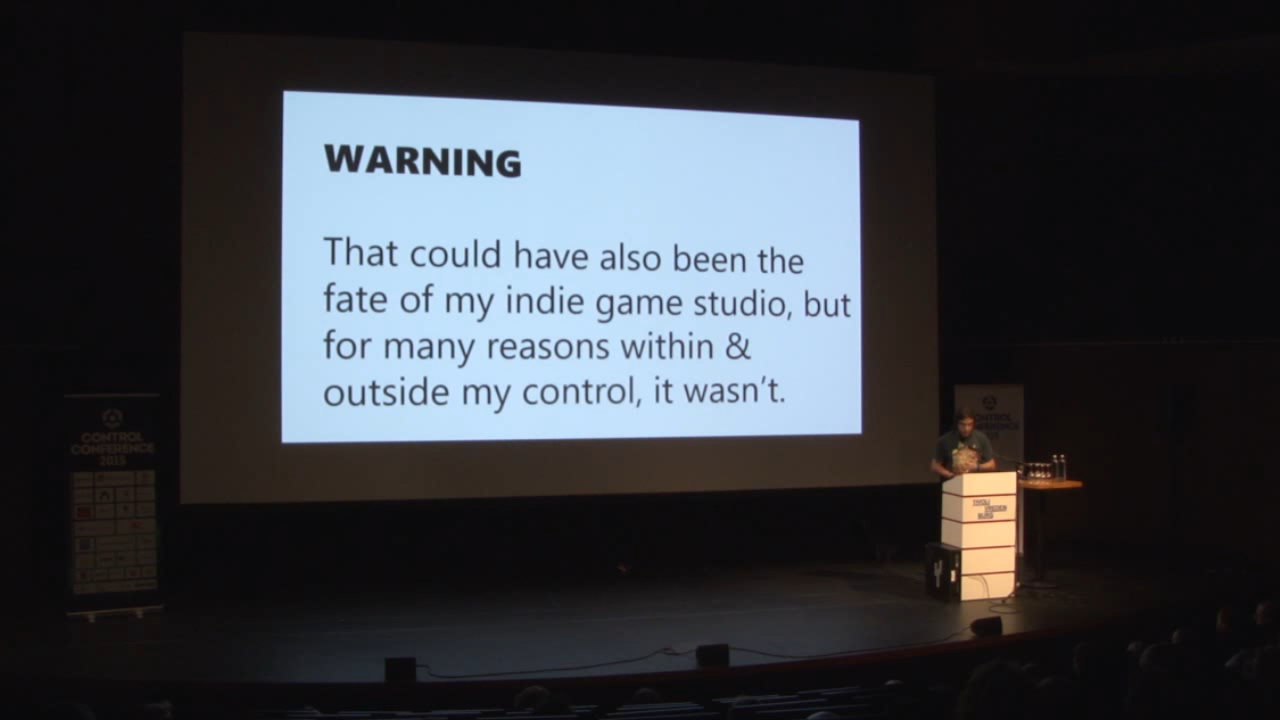 WARNING
That could have also been the
fate of my indie game studio, but
for many reasons within &
outside my control, it wasn't.
CONTROL
CONFERENCE